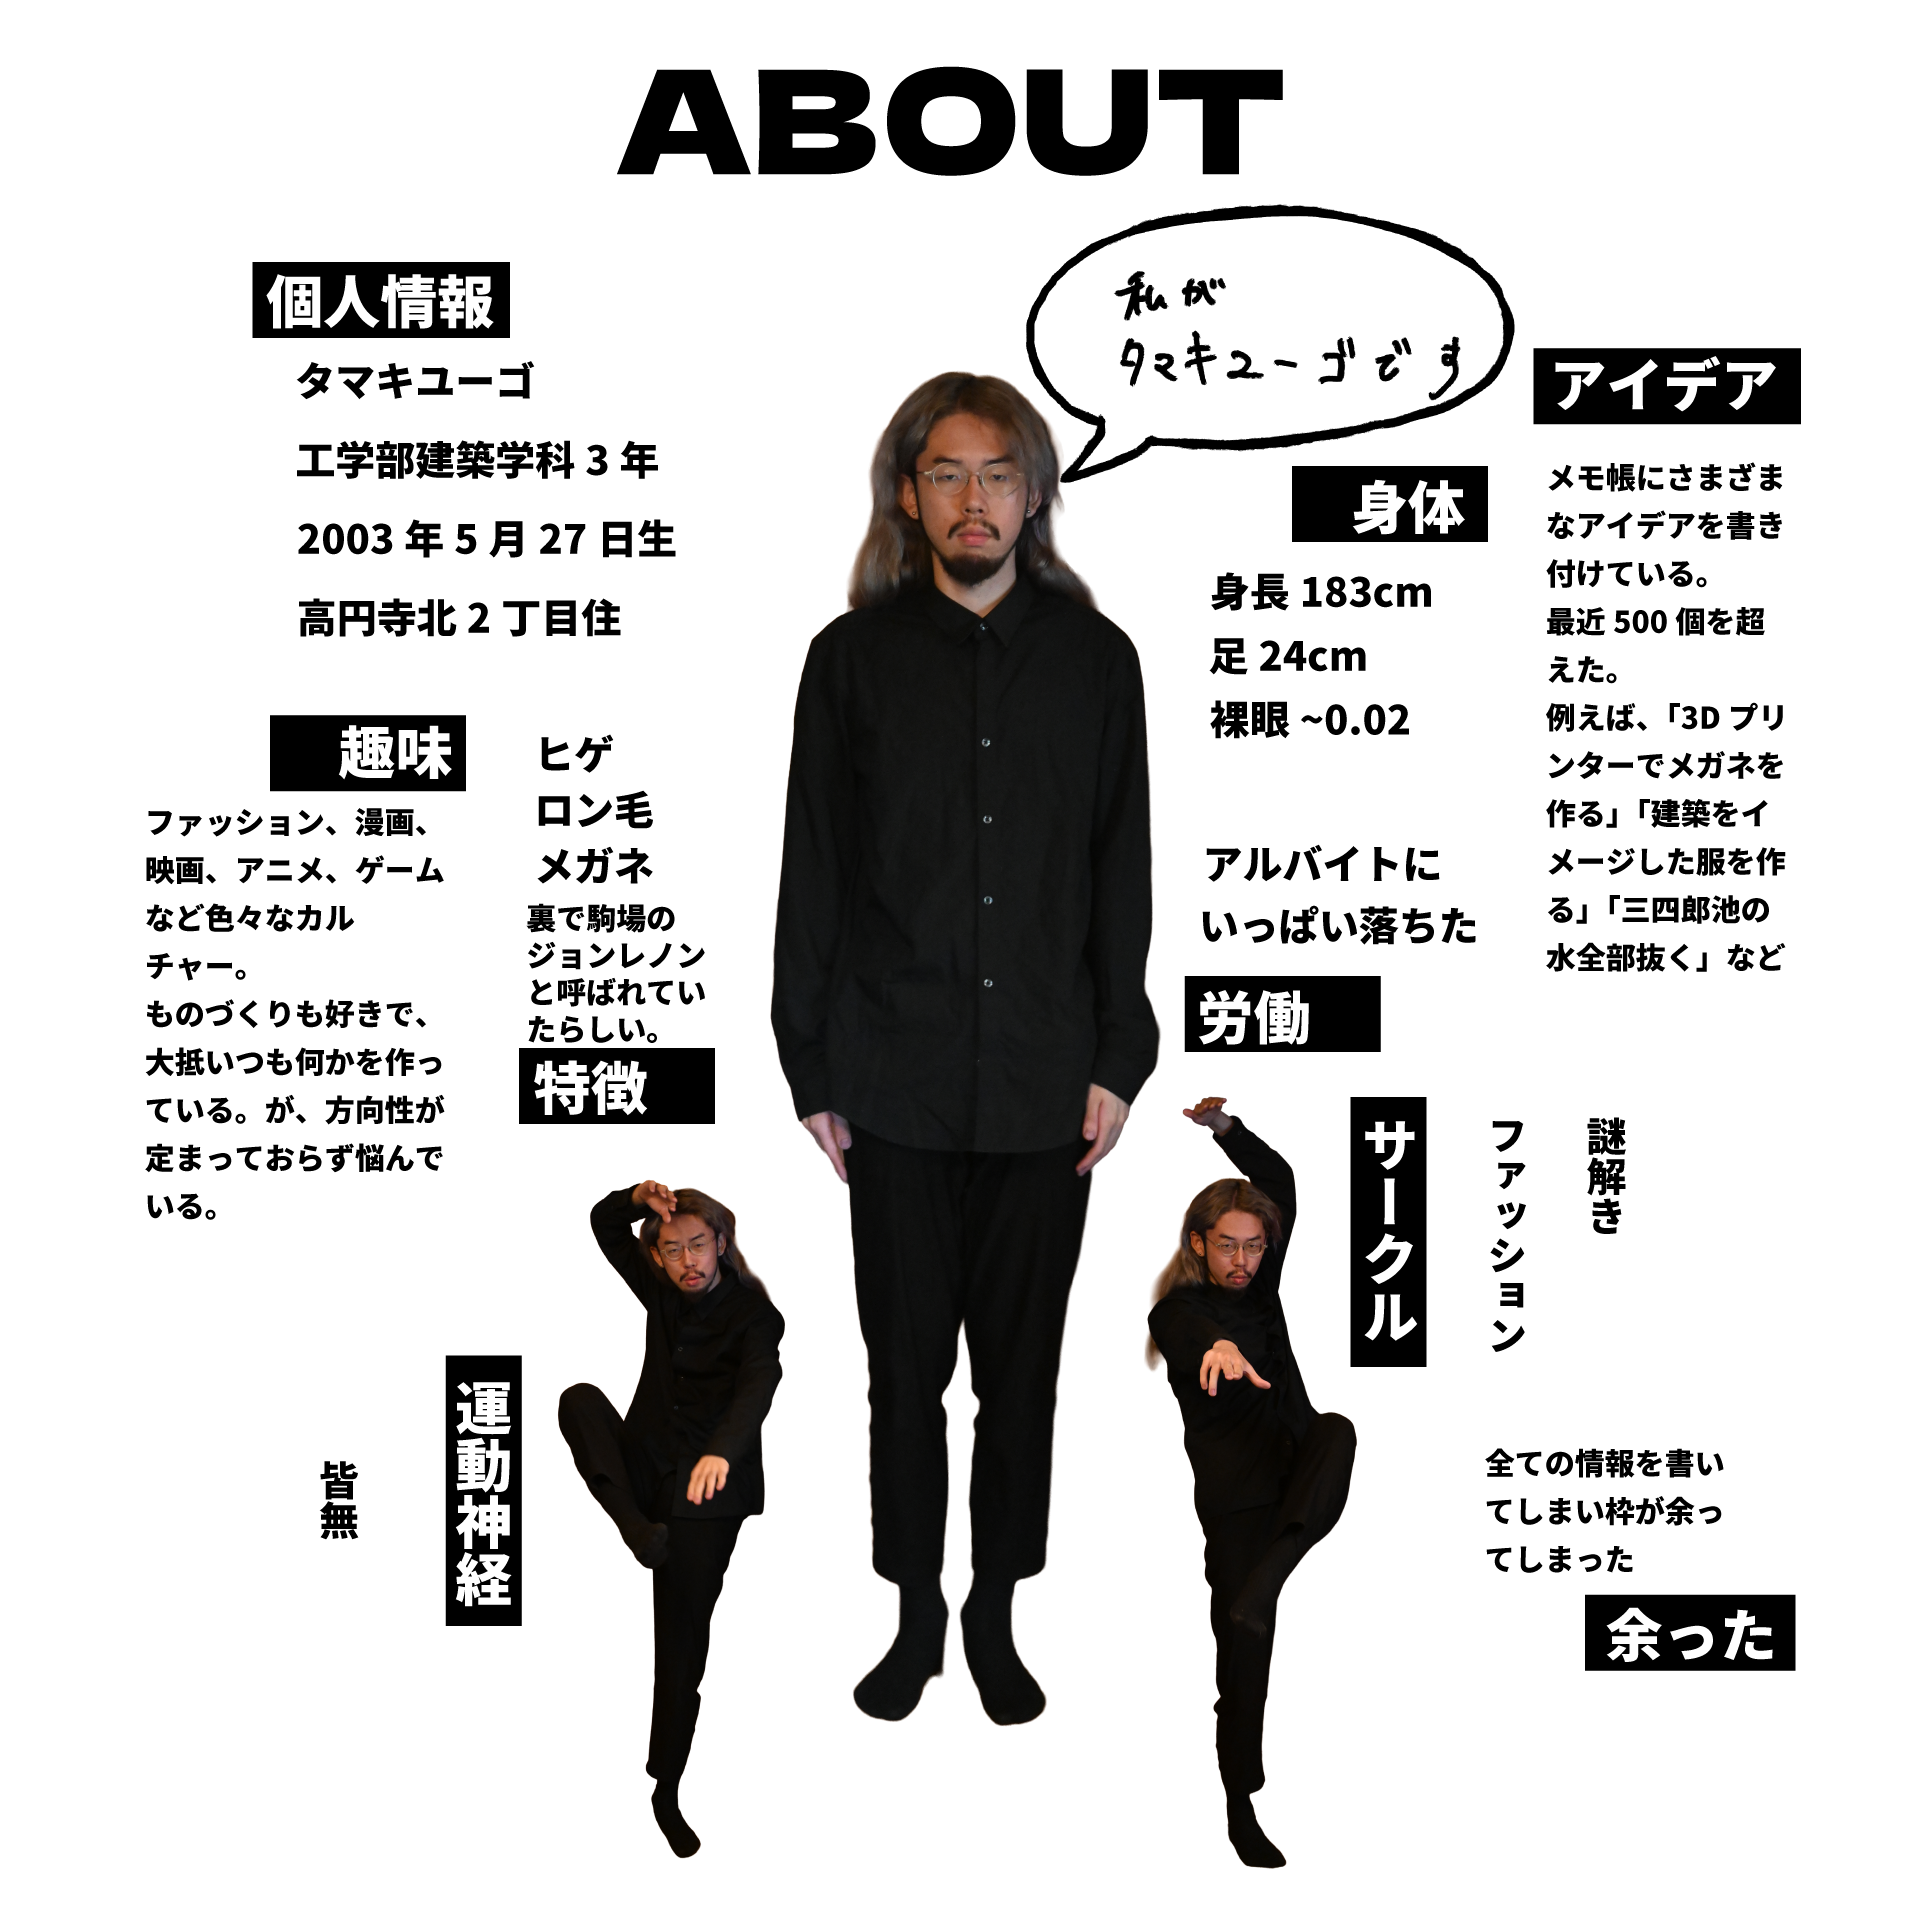 ABOUT
私が
タマキユーゴです
個人情報
タマキユーゴ
工学部建築学科 3 年
2003 年 5 月 27 日生
高円寺北 2 丁目住
趣味
ファッション、漫画、
映画、アニメ、ゲーム
など色々なカル
チャー。
ものづくりも好きで、
大抵いつも何かを作っ
ている。が、方向性が
定まっておらず悩んで
いる。
ヒゲ
ロン毛
メガネ
裏で駒場の
ジョンレノン
と呼ばれてい
たらしい。
特徴
身体
身長 183cm
足 24cm
裸眼 ~0.02
アルバイトに
いっぱい落ちた
労働
アイデア
メモ帳にさまざま
なアイデアを書き
付けている。
最近 500 個を超
えた。
例えば、「3D プリ
ンターでメガネを
作る」「建築をイ
メージした服を作
る」「三四郎池の
水全部抜く」など
サークル
ファッション
謎解き
運動神経
皆無
全ての情報を書い
てしまい枠が余っ
てしまった
余った